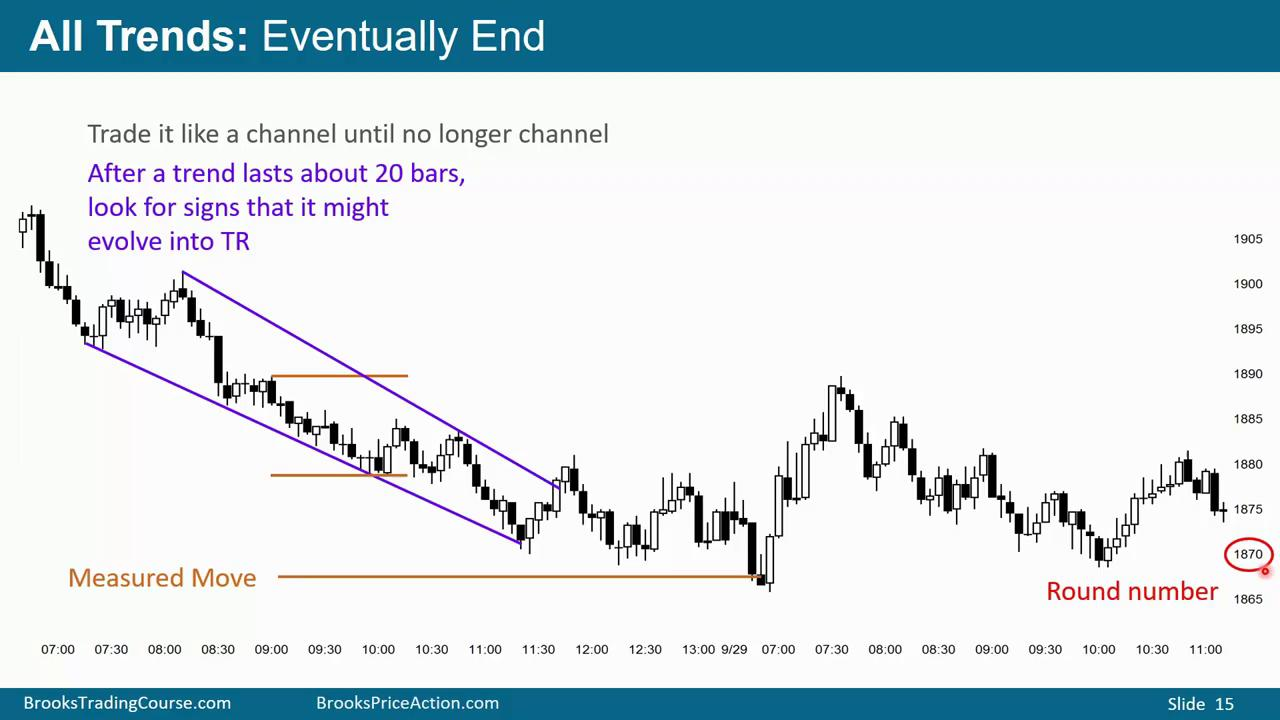 All Trends: Eventually End
Trade it like a channel until no longer channel
After a trend lasts about 20 bars,
look for signs that it might
evolve into TR
1905
1900
1895
1890
1885
1880
1875
1870
1865
Measured Move
Round number
07:00 07:30 08:00 08:30 09:00 09:30 10:00 10:30 11:00 11:30 12:00 12:30 13:00 9/29 07:00 07:30 08:00 08:30 09:00 09:30 10:00 10:30 11:00
BrooksTradingCourse.com BrooksPriceAction.com Slide 15